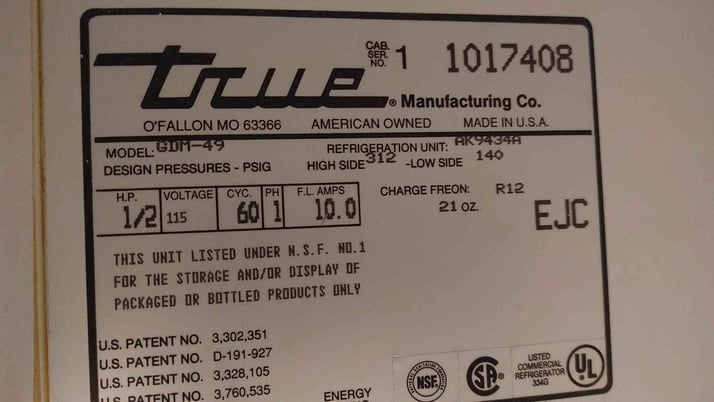 true® Manufacturing Co.
CAB. SER. NO. 1 1017408
O'FALLON MO 63366 AMERICAN OWNED MADE IN U.S.A.
MODEL: GDM-49 REFRIGERATION UNIT: AK9434A
DESIGN PRESSURES - PSIG HIGH SIDE 312 -LOW SIDE 140
H.P. VOLTAGE CYC. PH F.L. AMPS CHARGE FREON: R12
1/2 115 60 1 10.0 21 OZ. EJC
THIS UNIT LISTED UNDER N.S.F. NO.1
FOR THE STORAGE AND/OR DISPLAY OF
PACKAGED OR BOTTLED PRODUCTS ONLY
U.S. PATENT NO. 3,302,351
U.S. PATENT NO. D-191-927
U.S. PATENT NO. 3,328,105
U.S. PATENT NO. 3,760,535 ENERGY
NSF
SA
LISTED
COMMERCIAL
REFRIGERATOR
334G
UL